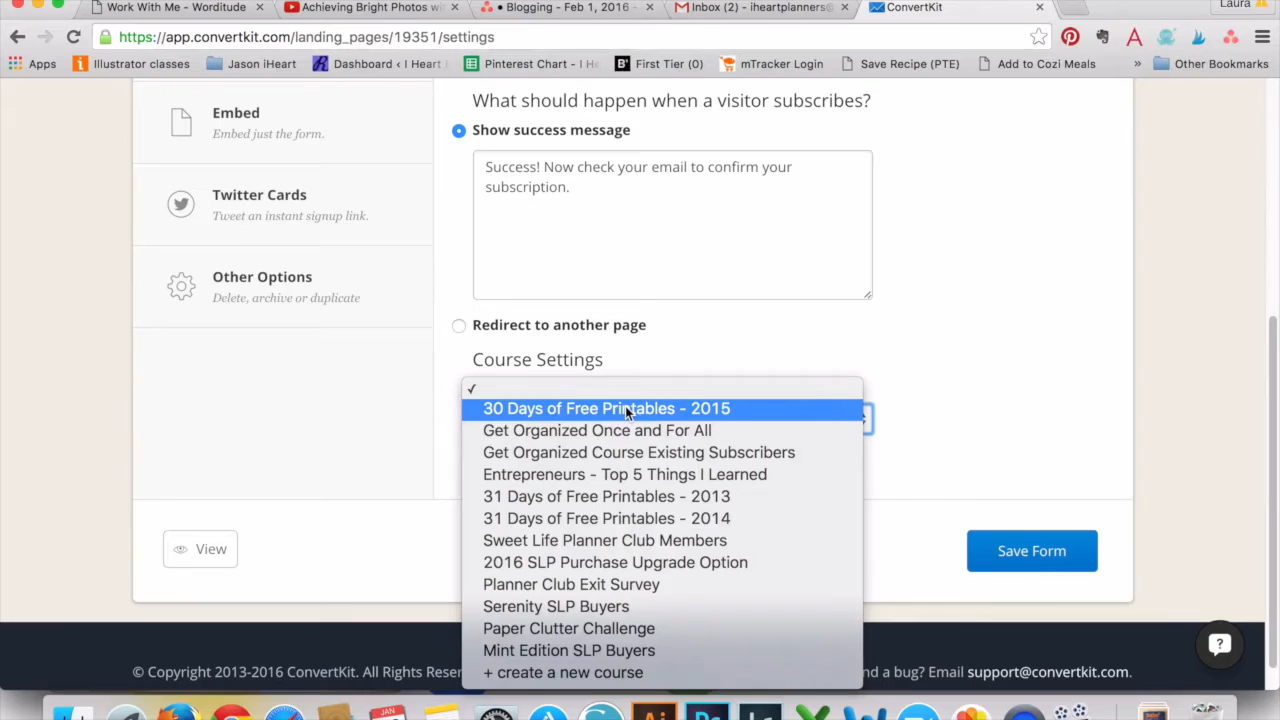 Work With Me - Worditude
Achieving Bright Photos with
• Blogging - Feb 1, 2016 -
Inbox (2) - iheartplanners@
ConvertKit
Laura
https://app.convertkit.com/landing_pages/19351/settings
Apps
Illustrator classes
Jason iHeart
Dashboard ‹ I Heart
Pinterest Chart - I He
First Tier (0)
mTracker Login
Save Recipe (PTE)
Add to Cozi Meals
»
Other Bookmarks
Embed
Embed just the form.
Twitter Cards
Tweet an instant signup link.
Other Options
Delete, archive or duplicate
What should happen when a visitor subscribes?
Show success message
Success! Now check your email to confirm your
subscription.
Redirect to another page
Course Settings
✓
30 Days of Free Printables - 2015
Get Organized Once and For All
Get Organized Course Existing Subscribers
Entrepreneurs - Top 5 Things I Learned
31 Days of Free Printables - 2013
31 Days of Free Printables - 2014
Sweet Life Planner Club Members
2016 SLP Purchase Upgrade Option
Planner Club Exit Survey
Serenity SLP Buyers
Paper Clutter Challenge
Mint Edition SLP Buyers
+ create a new course
View
Save Form
© Copyright 2013-2016 ConvertKit. All Rights Rese
nd a bug? Email support@convertkit.com.
JAN
Ai
Ps